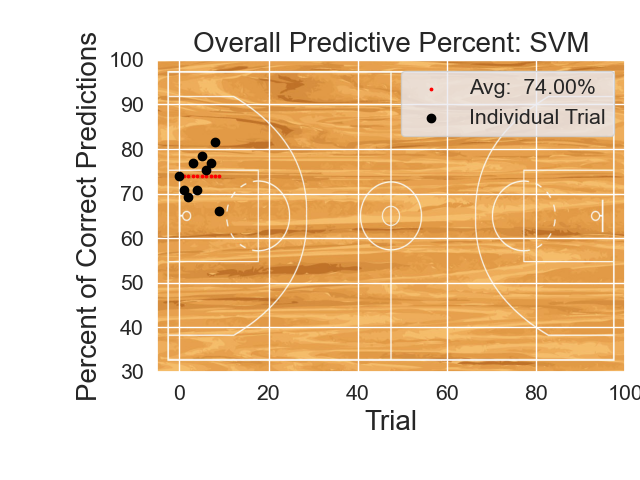 Overall Predictive Percent: SVM
Avg:  74.00%
Individual Trial
Percent of Correct Predictions
100
90
80
70
60
50
40
30
0 20 40 60 80 100
Trial